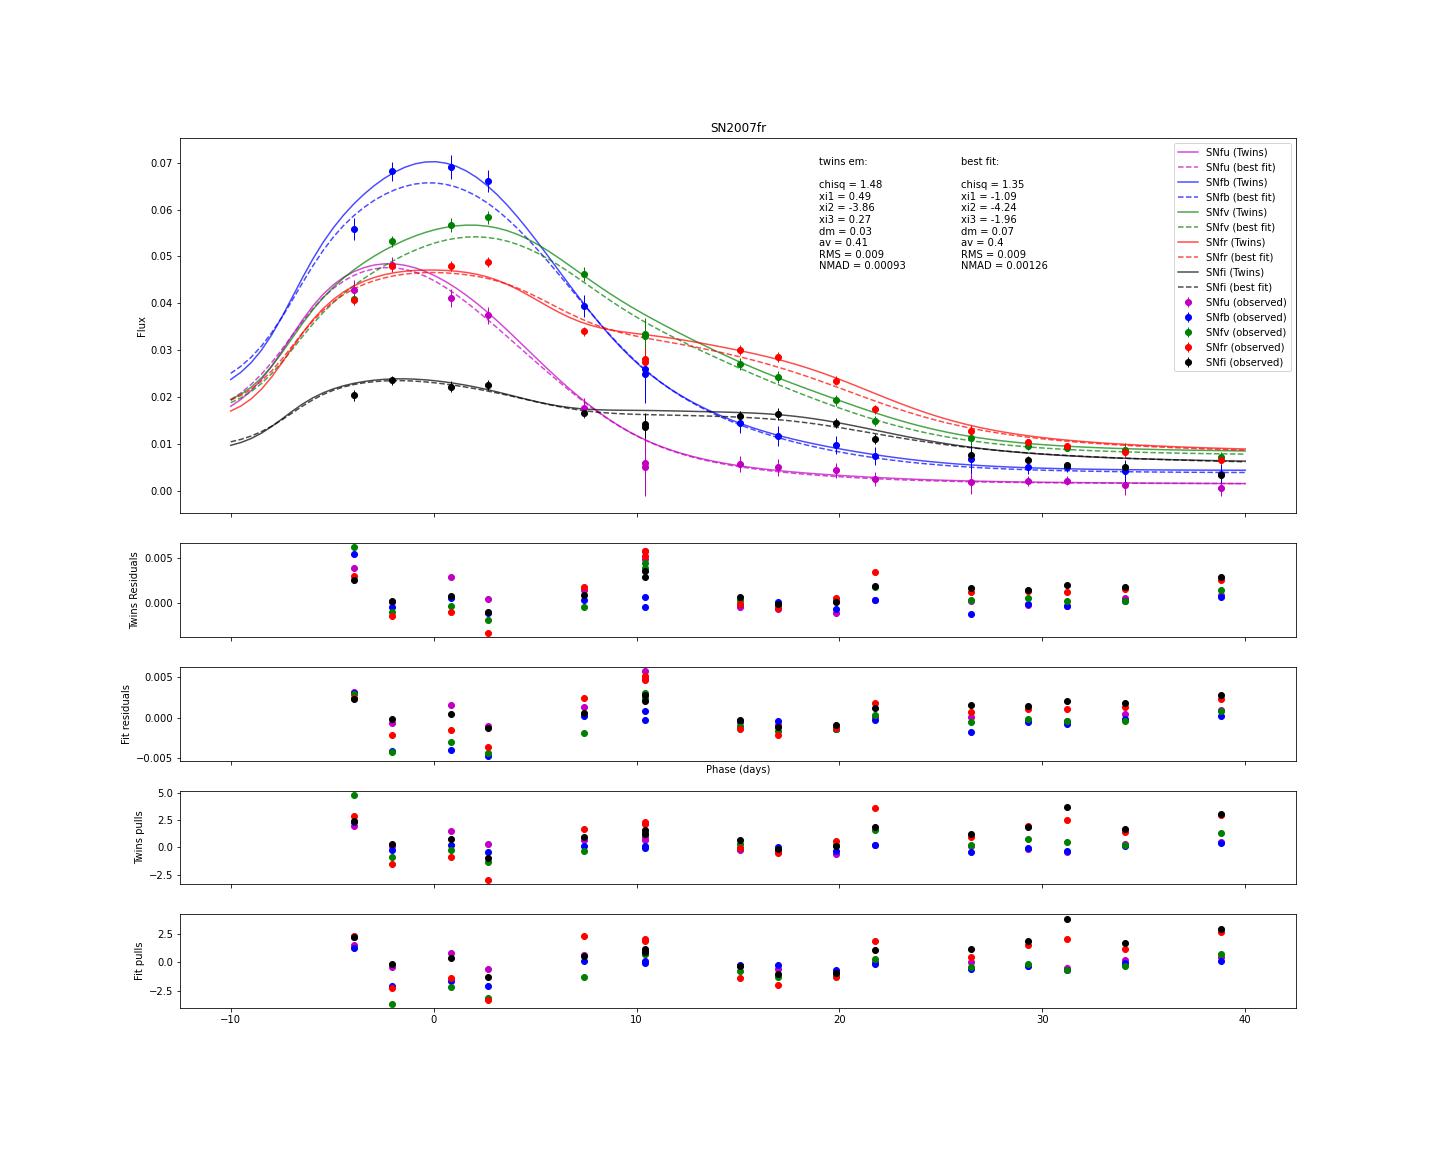 SN2007fr
Flux
0.07
0.06
0.05
0.04
0.03
0.02
0.01
0.00
twins em:
chisq = 1.48
xi1 = 0.49
xi2 = -3.86
xi3 = 0.27
dm = 0.03
av = 0.41
RMS = 0.009
NMAD = 0.00093
best fit:
chisq = 1.35
xi1 = -1.09
xi2 = -4.24
xi3 = -1.96
dm = 0.07
av = 0.4
RMS = 0.009
NMAD = 0.00126
SNfu (Twins)
SNfu (best fit)
SNfb (Twins)
SNfb (best fit)
SNfv (Twins)
SNfv (best fit)
SNfr (Twins)
SNfr (best fit)
SNfi (Twins)
SNfi (best fit)
SNfu (observed)
SNfb (observed)
SNfv (observed)
SNfr (observed)
SNfi (observed)
Twins Residuals
0.005
0.000
Fit residuals
0.005
0.000
−0.005
Phase (days)
Twins pulls
5.0
2.5
0.0
−2.5
Fit pulls
2.5
0.0
−2.5
−10
0
10
20
30
40